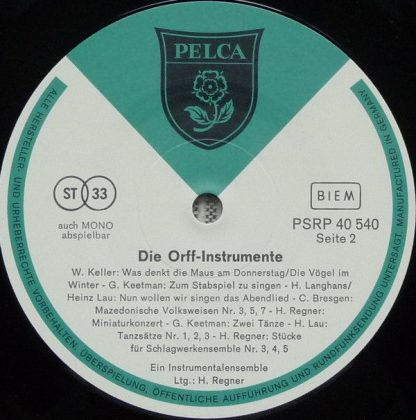 PELCA
ST 33
auch MONO
abspielbar
BIEM
PSRP 40 540
Seite 2
Die Orff-Instrumente
W. Keller: Was denkt die Maus am Donnerstag/Die Vögel im
Winter - G. Keetman: Zum Stabspiel zu singen - H. Langhans/
Heinz Lau: Nun wollen wir singen das Abendlied - C. Bresgen:
Mazedonische Volksweisen Nr. 3, 5, 7 - H. Regner:
Miniaturkonzert - G. Keetman: Zwei Tänze - H. Lau:
Tanzsätze Nr. 1, 2, 3 - H. Regner: Stücke
für Schlagwerkensemble Nr. 3, 4, 5
Ein Instrumentalensemble
Ltg.: H. Regner
ALLE HERSTELLER- UND URHEBERRECHTE VORBEHALTEN. ÜBERSPIELUNG, ÖFFENTLICHE AUFFÜHRUNG UND RUNDFUNKSENDUNG UNTERSAGT. MANUFACTURED IN GERMANY